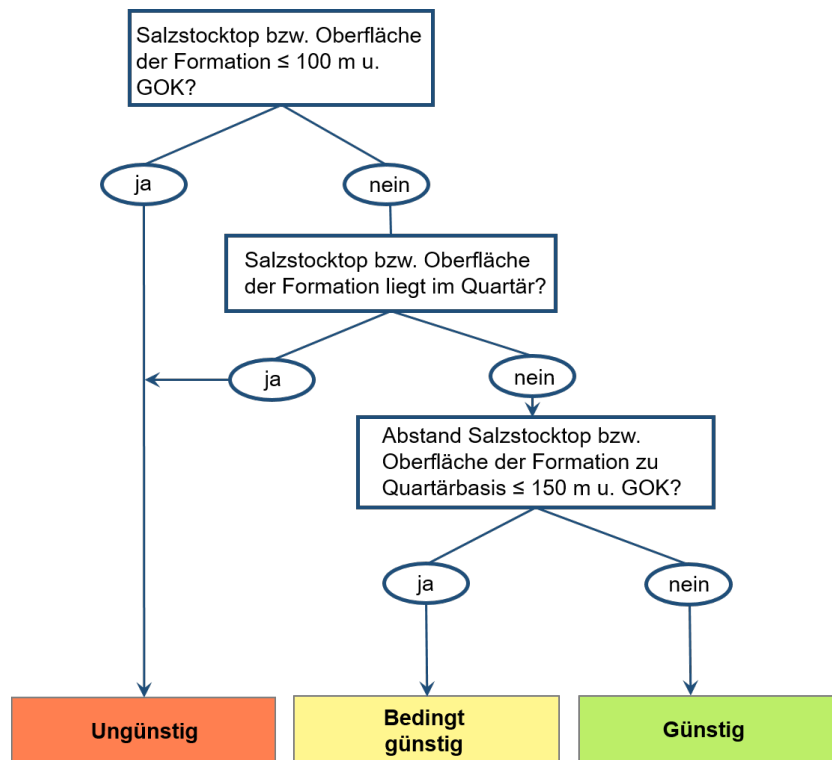 Salzstocktop bzw. Oberfläche
der Formation ≤ 100 m u.
GOK?
ja
nein
Salzstocktop bzw. Oberfläche
der Formation liegt im Quartär?
ja
nein
Abstand Salzstocktop bzw.
Oberfläche der Formation zu
Quartärbasis ≤ 150 m u. GOK?
ja
nein
Ungünstig
Bedingt
günstig
Günstig